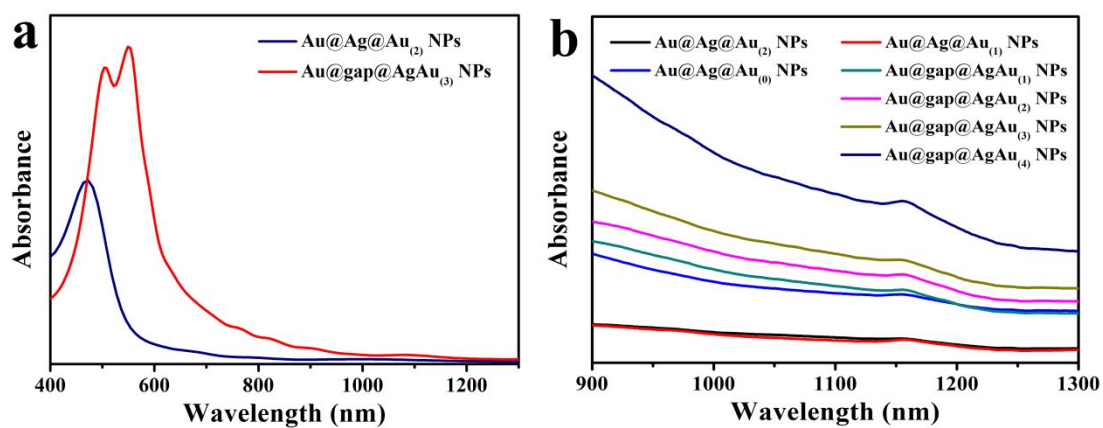 a
Au@Ag@Au(2) NPs
Au@gap@AgAu(3) NPs
Absorbance
400 600 800 1000 1200
Wavelength (nm)
b
Au@Ag@Au(2) NPs
Au@Ag@Au(0) NPs
Au@Ag@Au(1) NPs
Au@gap@AgAu(1) NPs
Au@gap@AgAu(2) NPs
Au@gap@AgAu(3) NPs
Au@gap@AgAu(4) NPs
Absorbance
900 1000 1100 1200 1300
Wavelength (nm)